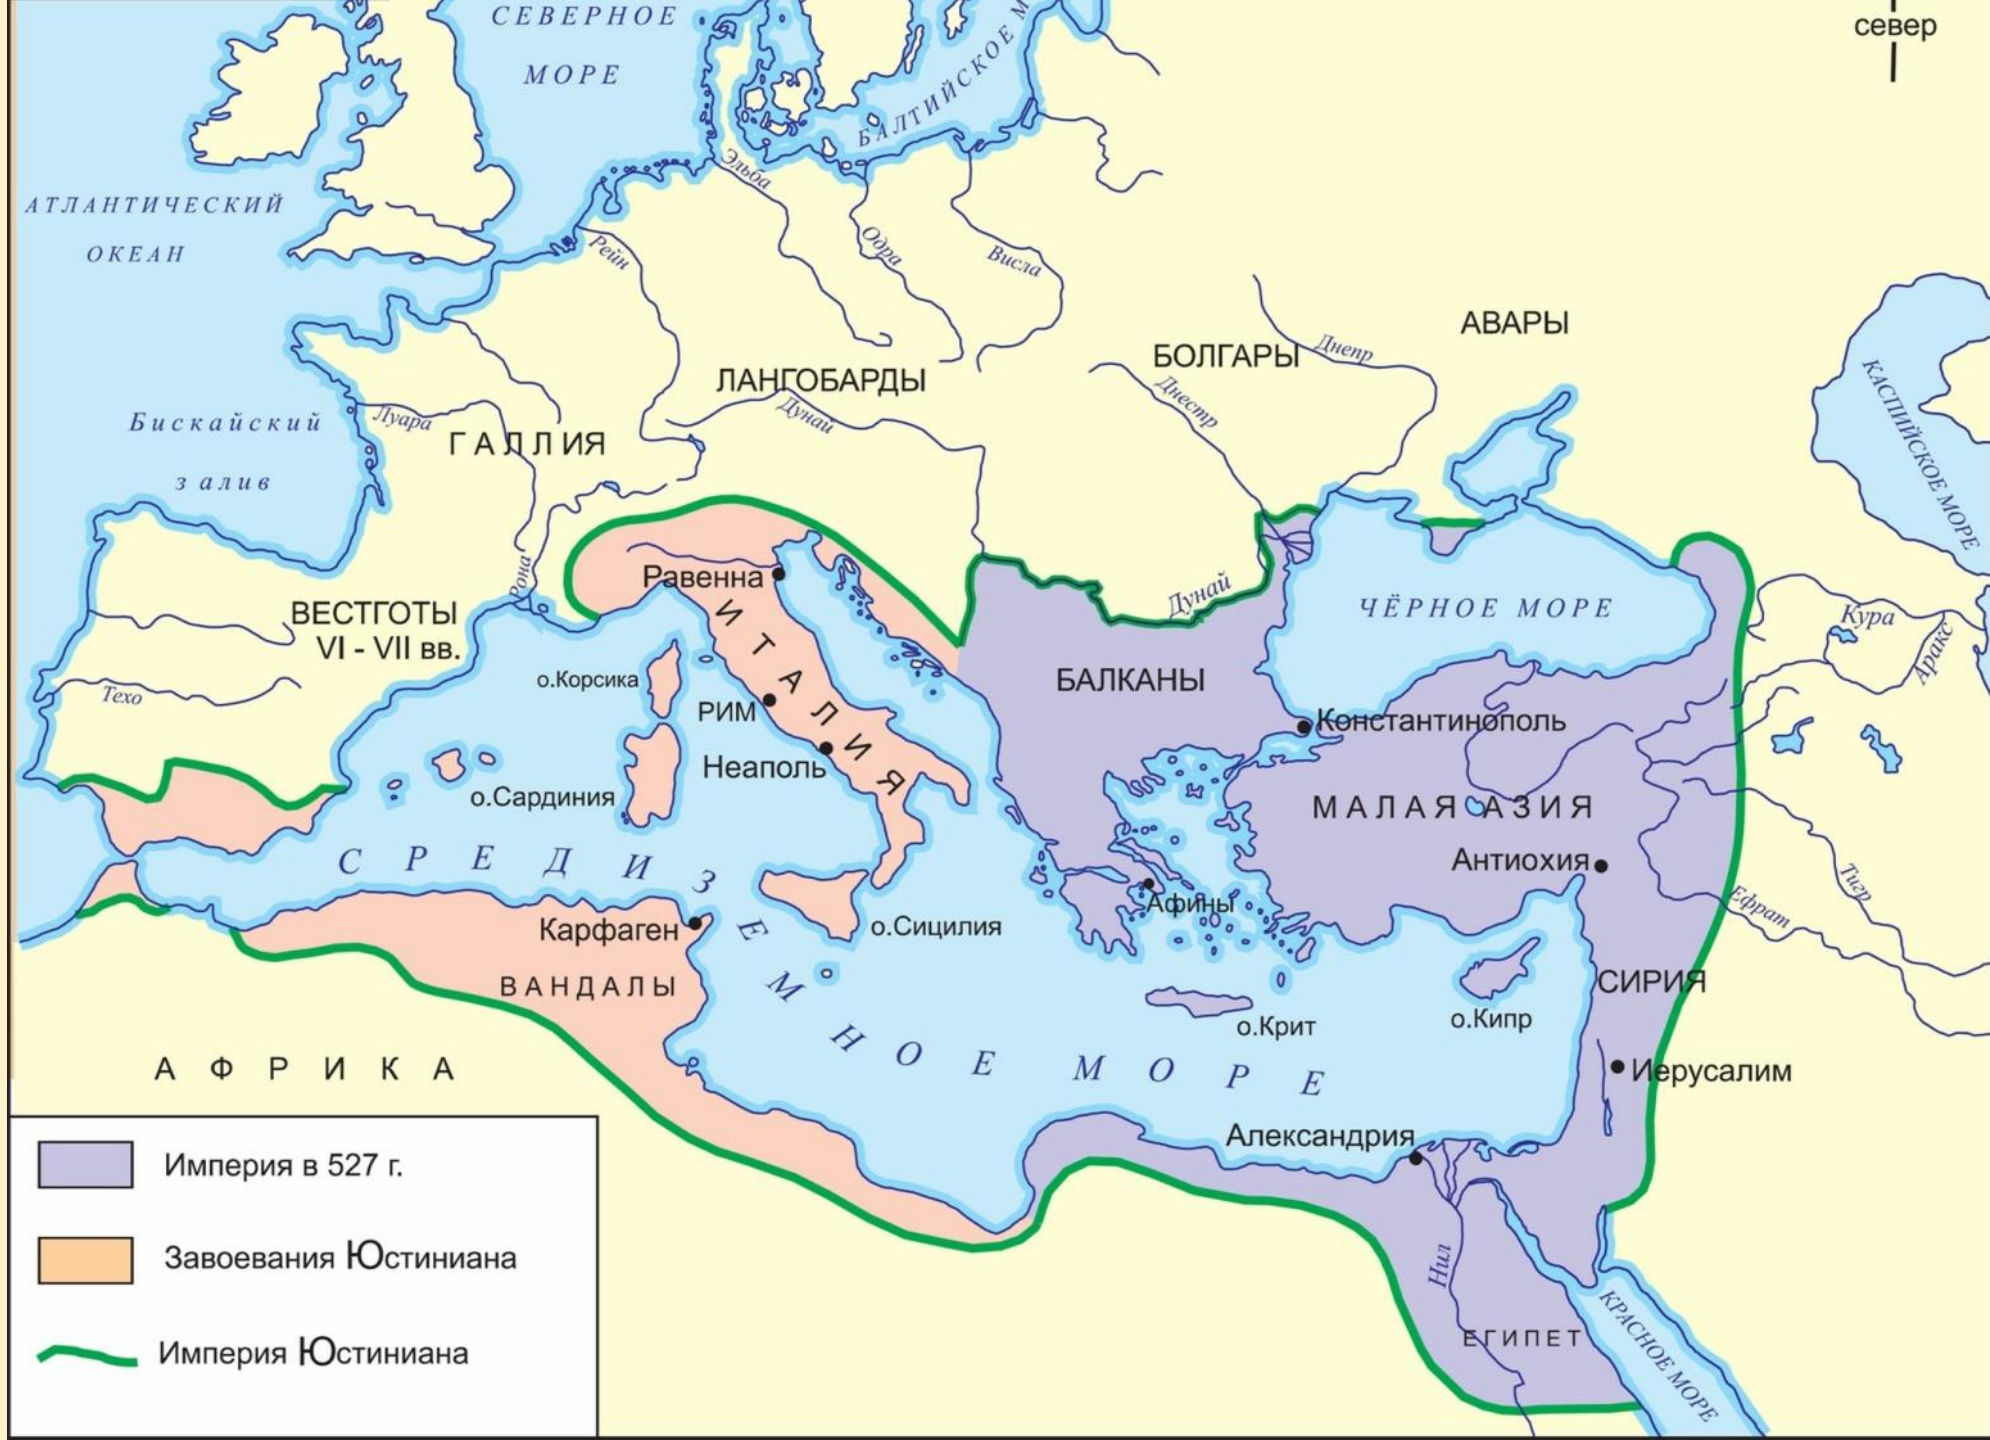 СЕВЕРНОЕ
МОРЕ
север
БАЛТИЙСКОЕ М
Эльба
АТЛАНТИЧЕСКИЙ
ОКЕАН
Рейн
Одра
Висла
АВАРЫ
БОЛГАРЫ
Днепр
ЛАНГОБАРДЫ
Днестр
Дунай
КАСПИЙСКОЕ МОРЕ
Бискайский
залив
Луара
ГАЛЛИЯ
Рона
Равенна
Дунай
ВЕСТГОТЫ
VI - VII вв.
ЧЁРНОЕ МОРЕ
Кура
Аракс
ИТАЛИЯ
о.Корсика
БАЛКАНЫ
Техо
РИМ
Константинополь
Неаполь
о.Сардиния
МАЛАЯ АЗИЯ
СРЕДИЗЕМНОЕ МОРЕ
Антиохия
Тигр
Ефрат
Афины
Карфаген
о.Сицилия
ВАНДАЛЫ
СИРИЯ
о.Крит
о.Кипр
АФРИКА
Иерусалим
Александрия
Нил
ЕГИПЕТ
КРАСНОЕ МОРЕ
Империя в 527 г.
Завоевания Юстиниана
Империя Юстиниана